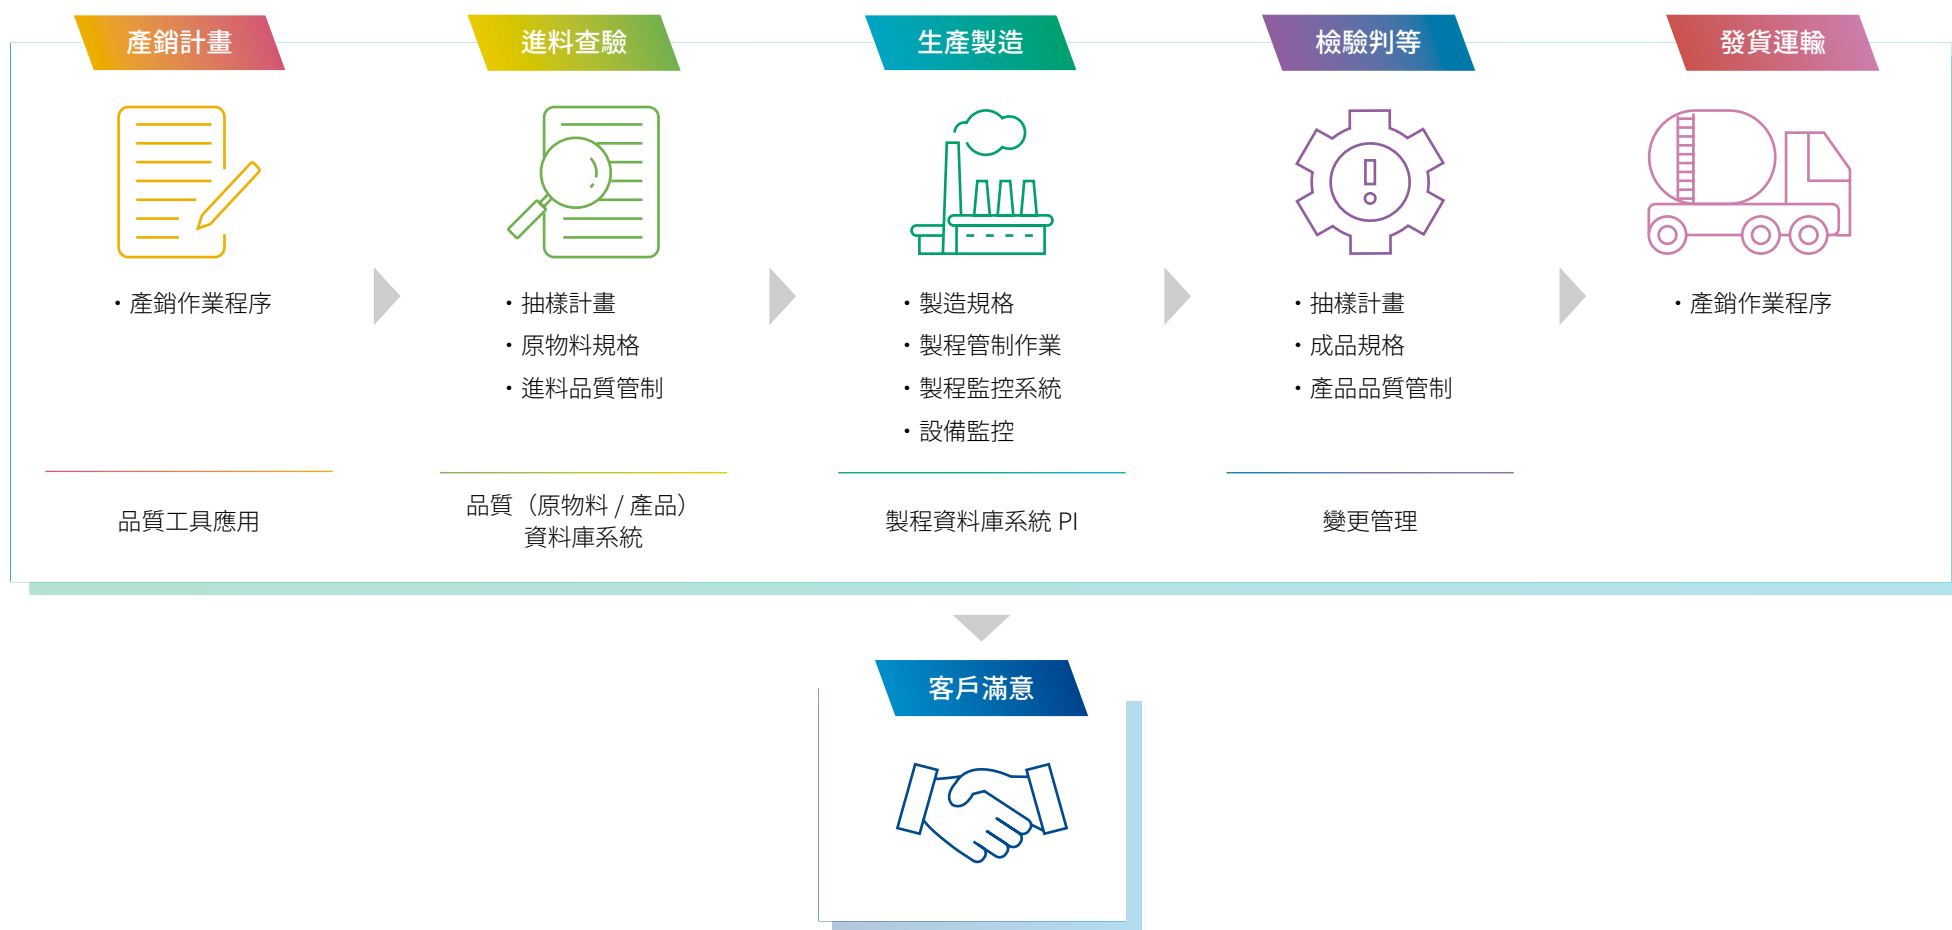 產銷計畫
・產銷作業程序
品質工具應用
進料查驗
・抽樣計畫
・原物料規格
・進料品質管制
品質（原物料 / 產品）
資料庫系統
生產製造
・製造規格
・製程管制作業
・製程監控系統
・設備監控
製程資料庫系統 PI
檢驗判等
・抽樣計畫
・成品規格
・產品品質管制
變更管理
發貨運輸
・產銷作業程序
客戶滿意